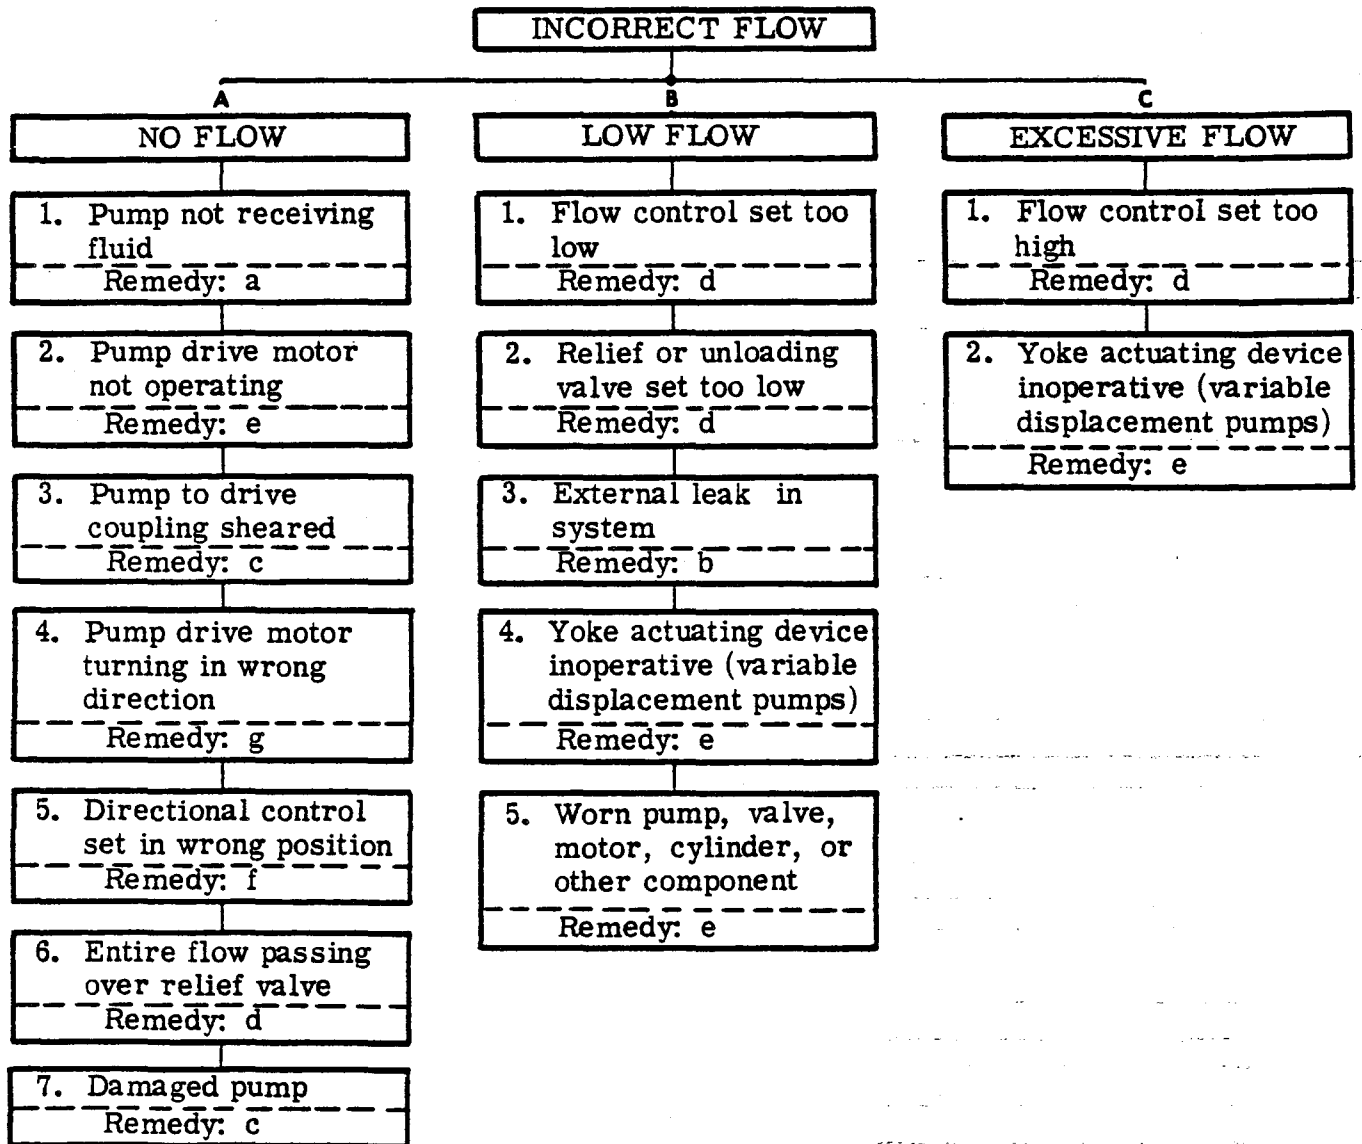 INCORRECT FLOW
A
NO FLOW
1. Pump not receiving
fluid
Remedy: a
2. Pump drive motor
not operating
Remedy: e
3. Pump to drive
coupling sheared
Remedy: c
4. Pump drive motor
turning in wrong
direction
Remedy: g
5. Directional control
set in wrong position
Remedy: f
6. Entire flow passing
over relief valve
Remedy: d
7. Damaged pump
Remedy: c
B
LOW FLOW
1. Flow control set too
low
Remedy: d
2. Relief or unloading
valve set too low
Remedy: d
3. External leak in
system
Remedy: b
4. Yoke actuating device
inoperative (variable
displacement pumps)
Remedy: e
5. Worn pump, valve,
motor, cylinder, or
other component
Remedy: e
C
EXCESSIVE FLOW
1. Flow control set too
high
Remedy: d
2. Yoke actuating device
inoperative (variable
displacement pumps)
Remedy: e